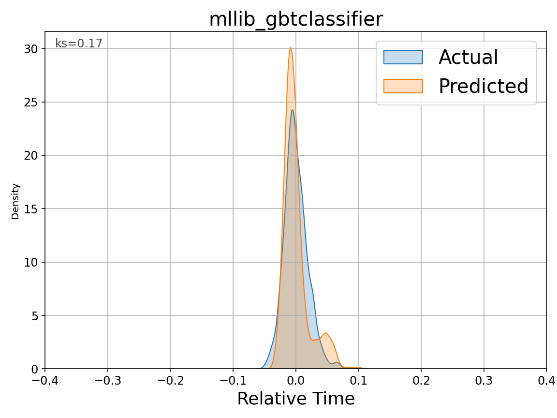 mllib_gbtclassifier
ks=0.17
Actual
Predicted
30
25
20
15
10
5
0
Density
−0.4 −0.3 −0.2 −0.1 0.0 0.1 0.2 0.3 0.4
Relative Time